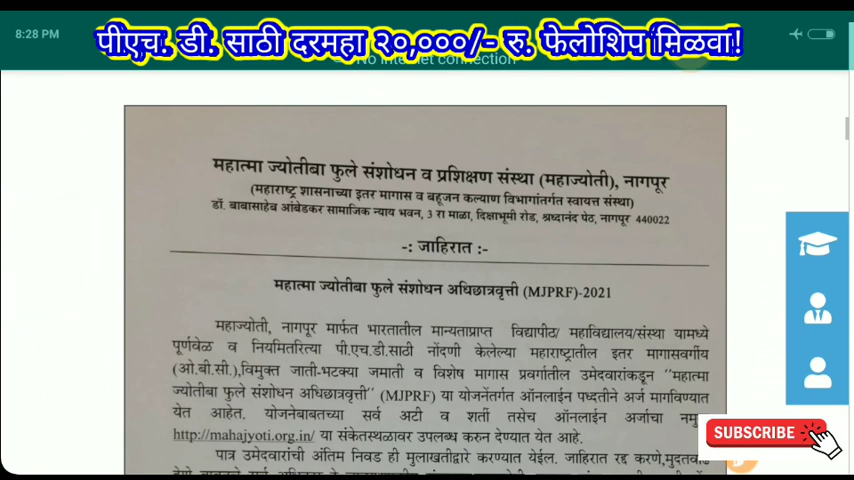 8:28 PM
पीएच. डी. साठी दरमहा २०,०००/- रु. फेलोशिप मिळवा!
No internet connection
महात्मा ज्योतीबा फुले संशोधन व प्रशिक्षण संस्था (महाज्योती), नागपूर
(महाराष्ट्र शासनाच्या इतर मागास व बहूजन कल्याण विभागांतर्गत स्वायत्त संस्था)
डॉ. बाबासाहेब आंबेडकर सामाजिक न्याय भवन, 3 रा माळा, दिक्षाभूमी रोड, श्रध्दानंद पेठ, नागपूर 440022
-: जाहिरात :-
महात्मा ज्योतीबा फुले संशोधन अधिछात्रवृत्ती (MJPRF)-2021
महाज्योती, नागपूर मार्फत भारतातील मान्यताप्राप्त विद्यापीठ/ महाविद्यालय/संस्था यामध्ये
पूर्णवेळ व नियमितरित्या पी.एच.डी.साठी नोंदणी केलेल्या महाराष्ट्रातील इतर मागासवर्गीय
(ओ.बी.सी.),विमुक्त जाती-भटक्या जमाती व विशेष मागास प्रवर्गातील उमेदवारांकडून "महात्मा
ज्योतीबा फुले संशोधन अधिछात्रवृत्ती" (MJPRF) या योजनेंतर्गत ऑनलाईन पध्दतीने अर्ज मागविण्यात
येत आहेत. योजनेबाबतच्या सर्व अटी व शर्ती तसेच ऑनलाईन अर्जाचा
http://mahajyoti.org.in/ या संकेतस्थळावर उपलब्ध करुन देण्यात येत आहे.
पात्र उमेदवारांची अंतिम निवड ही मुलाखतीद्वारे करण्यात येईल. जाहिरात रद्द करणे,
SUBSCRIBE